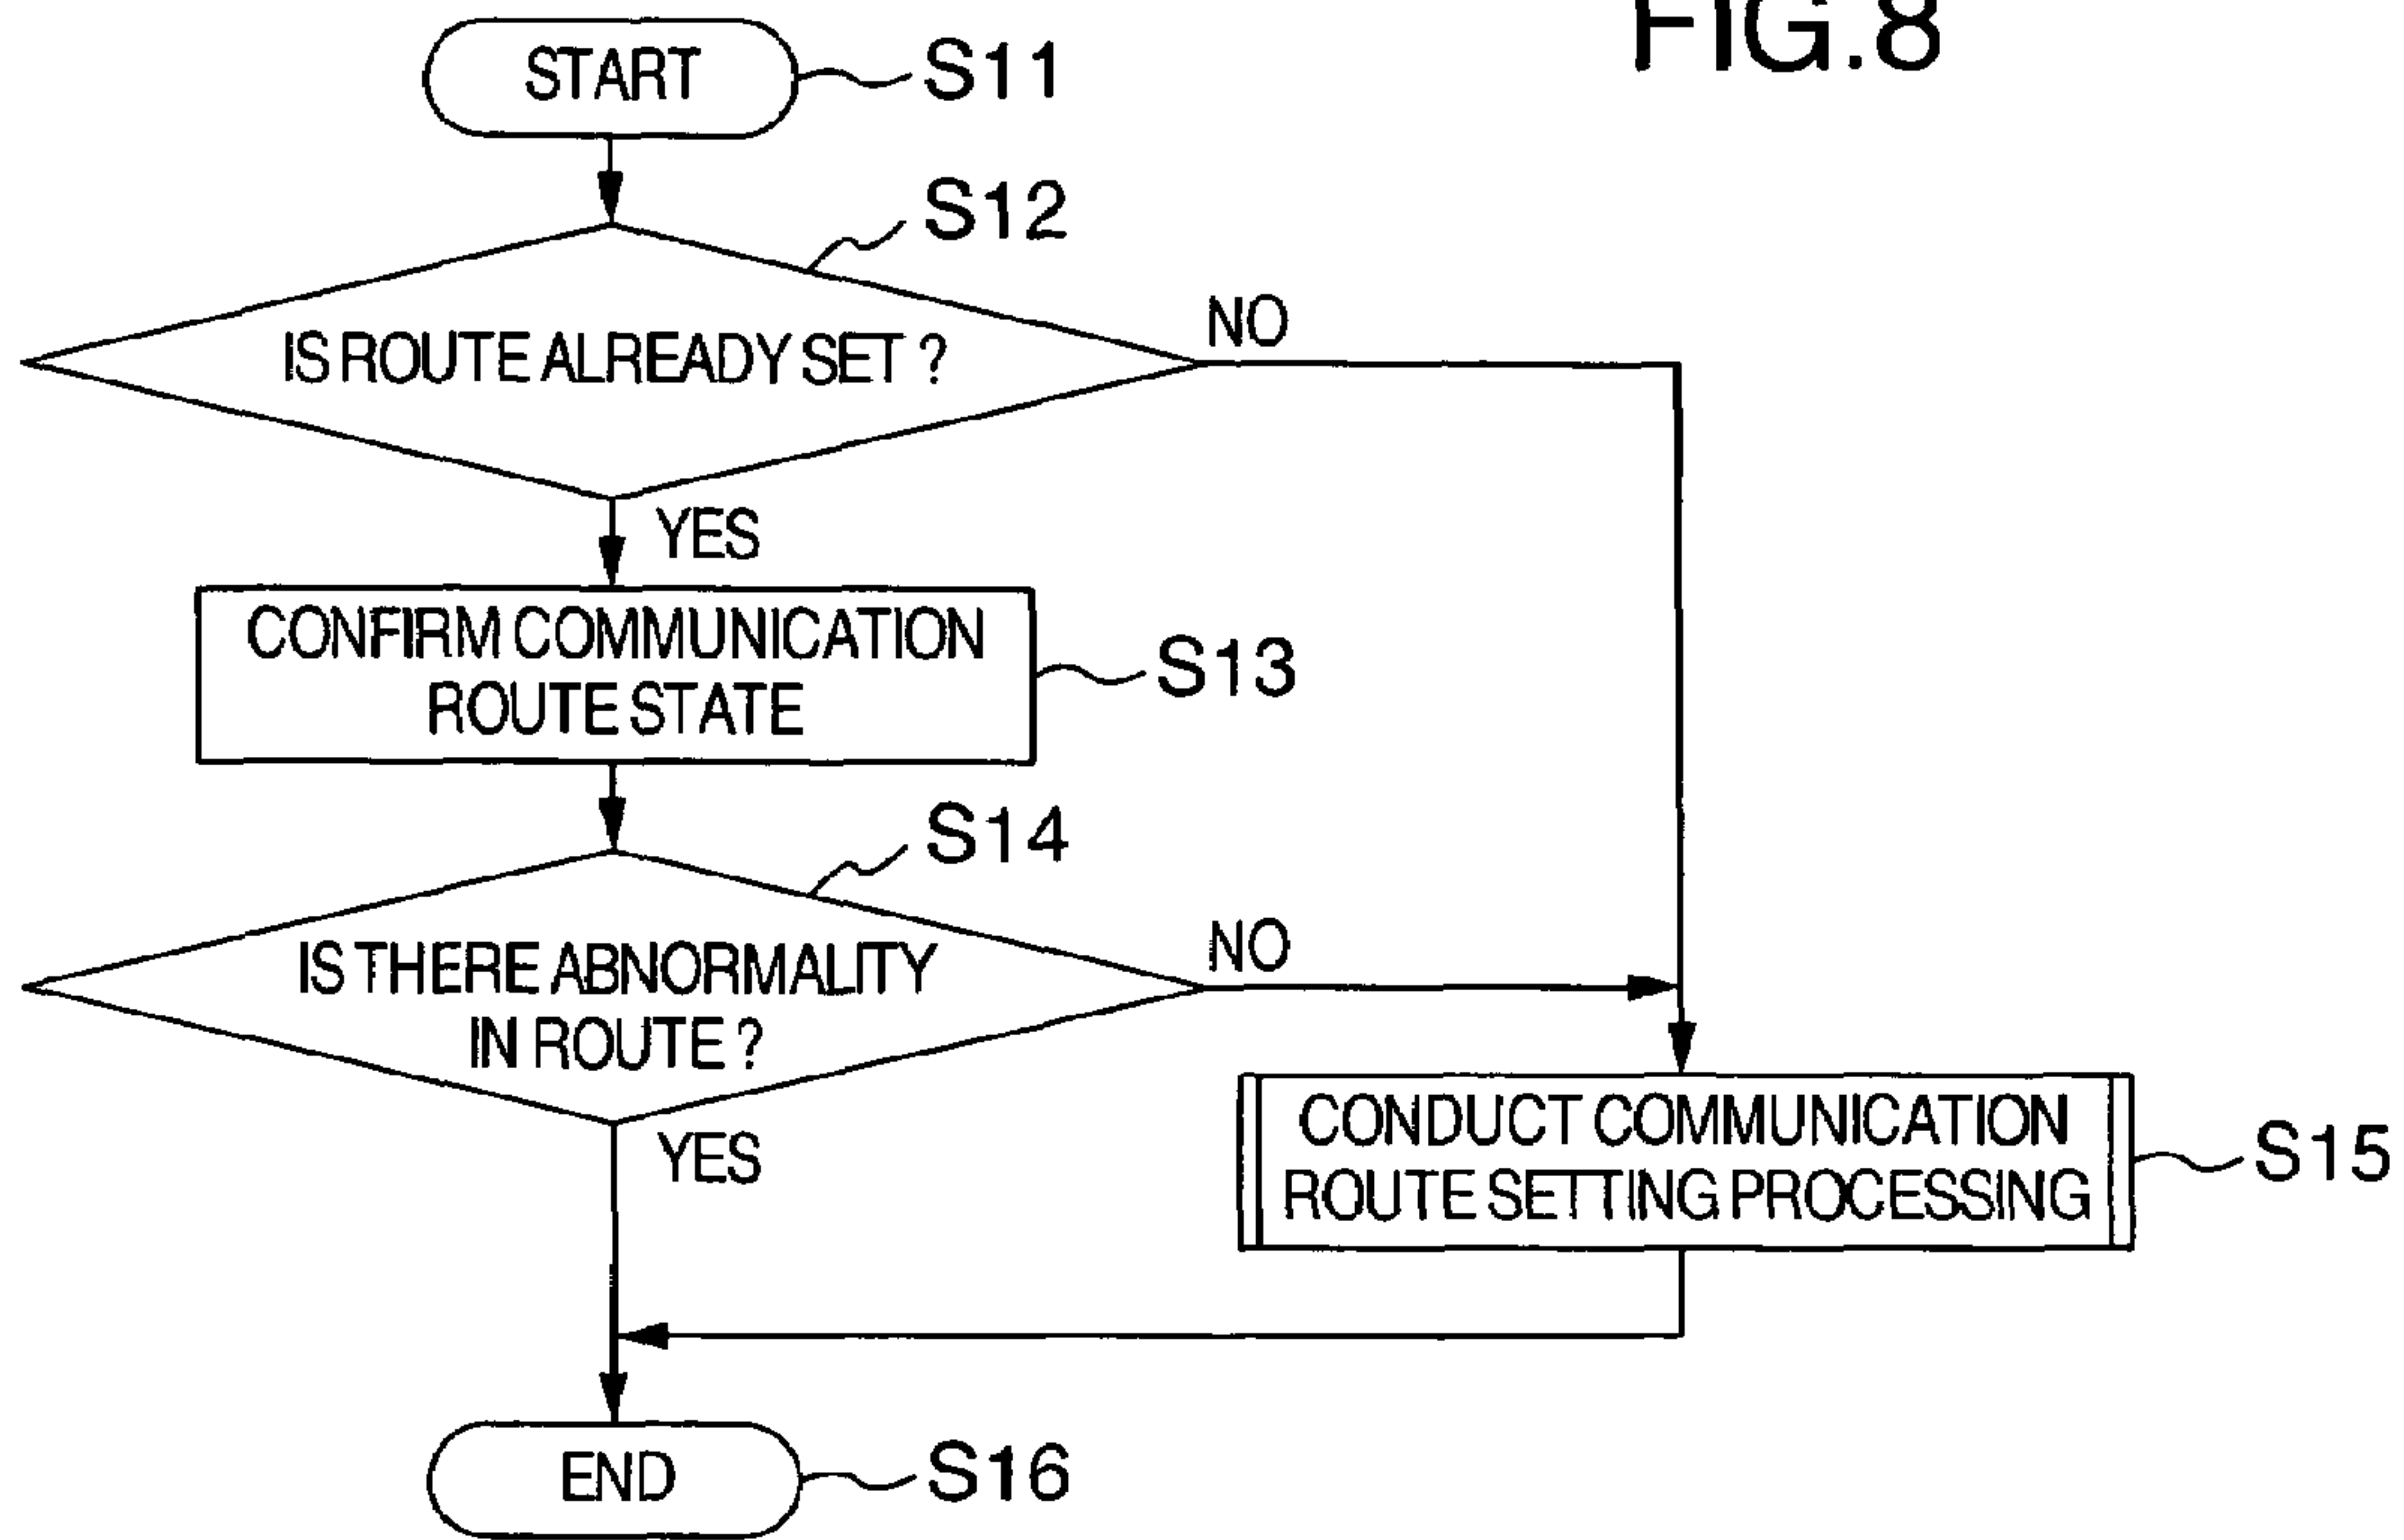 FIG.8
START
S11
S12
IS ROUTE ALREADY SET ?
NO
YES
CONFIRM COMMUNICATION
ROUTE STATE
S13
S14
IS THERE ABNORMALITY
IN ROUTE ?
NO
YES
CONDUCT COMMUNICATION
ROUTE SETTING PROCESSING
S15
END
S16